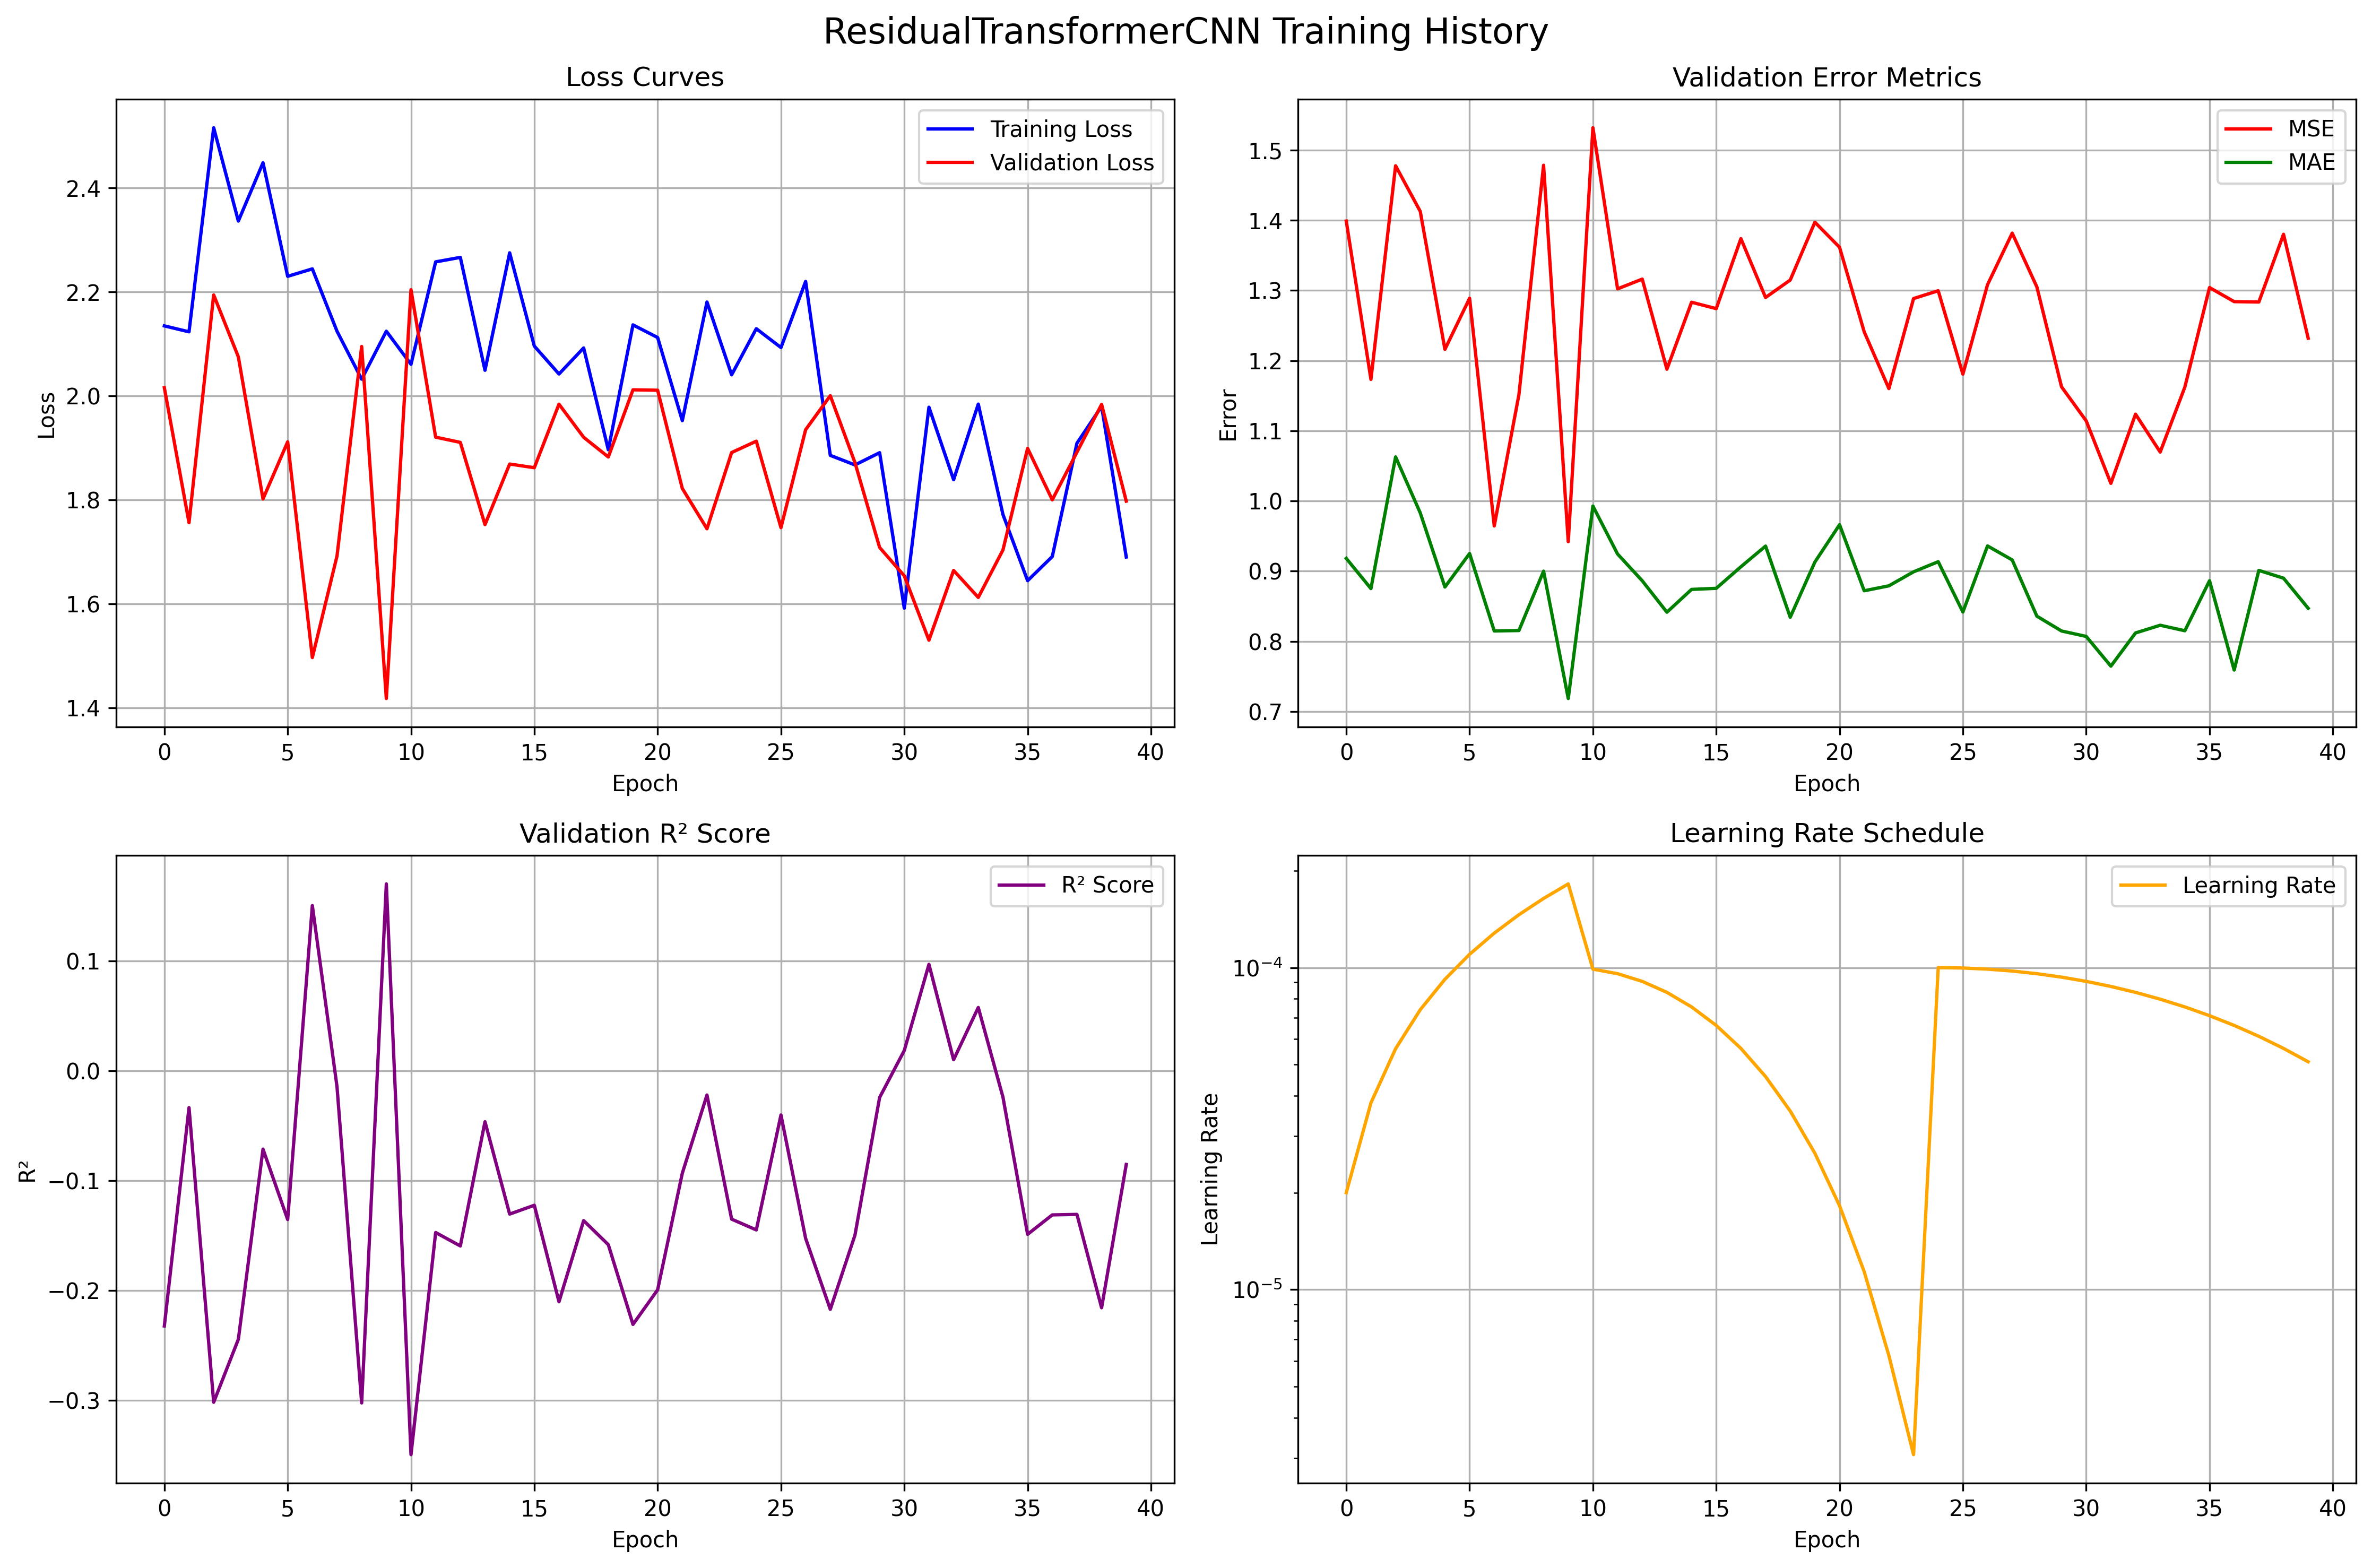 ResidualTransformerCNN Training History
Loss Curves
Training Loss
Validation Loss
2.4
2.2
2.0
1.8
1.6
1.4
Loss
0 5 10 15 20 25 30 35 40
Epoch
Validation Error Metrics
MSE
MAE
1.5
1.4
1.3
1.2
1.1
1.0
0.9
0.8
0.7
Error
0 5 10 15 20 25 30 35 40
Epoch
Validation R² Score
R² Score
0.1
0.0
−0.1
−0.2
−0.3
R²
0 5 10 15 20 25 30 35 40
Epoch
Learning Rate Schedule
Learning Rate
10⁻⁴
10⁻⁵
Learning Rate
0 5 10 15 20 25 30 35 40
Epoch